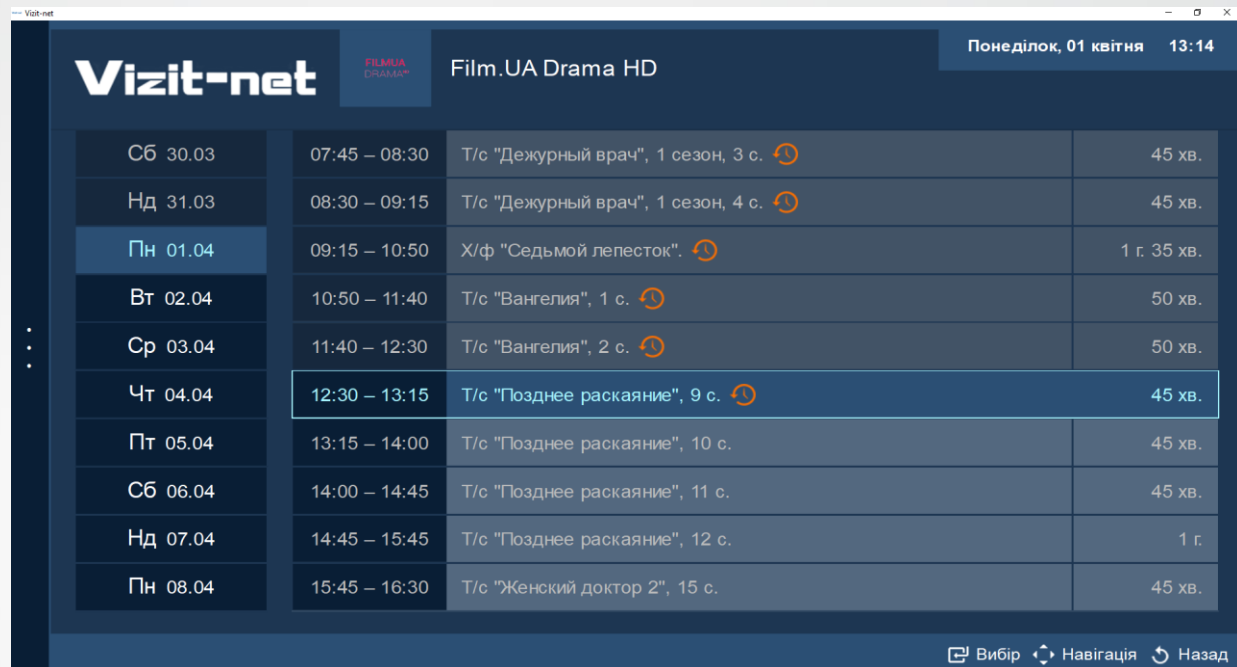 Vizit-net
Vizit-net
FILMUA
DRAMA HD
Film.UA Drama HD
Понеділок, 01 квітня 13:14
Сб 30.03
Нд 31.03
Пн 01.04
Вт 02.04
Ср 03.04
Чт 04.04
Пт 05.04
Сб 06.04
Нд 07.04
Пн 08.04
07:45 – 08:30 Т/с "Дежурный врач", 1 сезон, 3 с. 45 хв.
08:30 – 09:15 Т/с "Дежурный врач", 1 сезон, 4 с. 45 хв.
09:15 – 10:50 Х/ф "Седьмой лепесток". 1 г. 35 хв.
10:50 – 11:40 Т/с "Вангелия", 1 с. 50 хв.
11:40 – 12:30 Т/с "Вангелия", 2 с. 50 хв.
12:30 – 13:15 Т/с "Позднее раскаяние", 9 с. 45 хв.
13:15 – 14:00 Т/с "Позднее раскаяние", 10 с. 45 хв.
14:00 – 14:45 Т/с "Позднее раскаяние", 11 с. 45 хв.
14:45 – 15:45 Т/с "Позднее раскаяние", 12 с. 1 г.
15:45 – 16:30 Т/с "Женский доктор 2", 15 с. 45 хв.
Вибір Навігація Назад